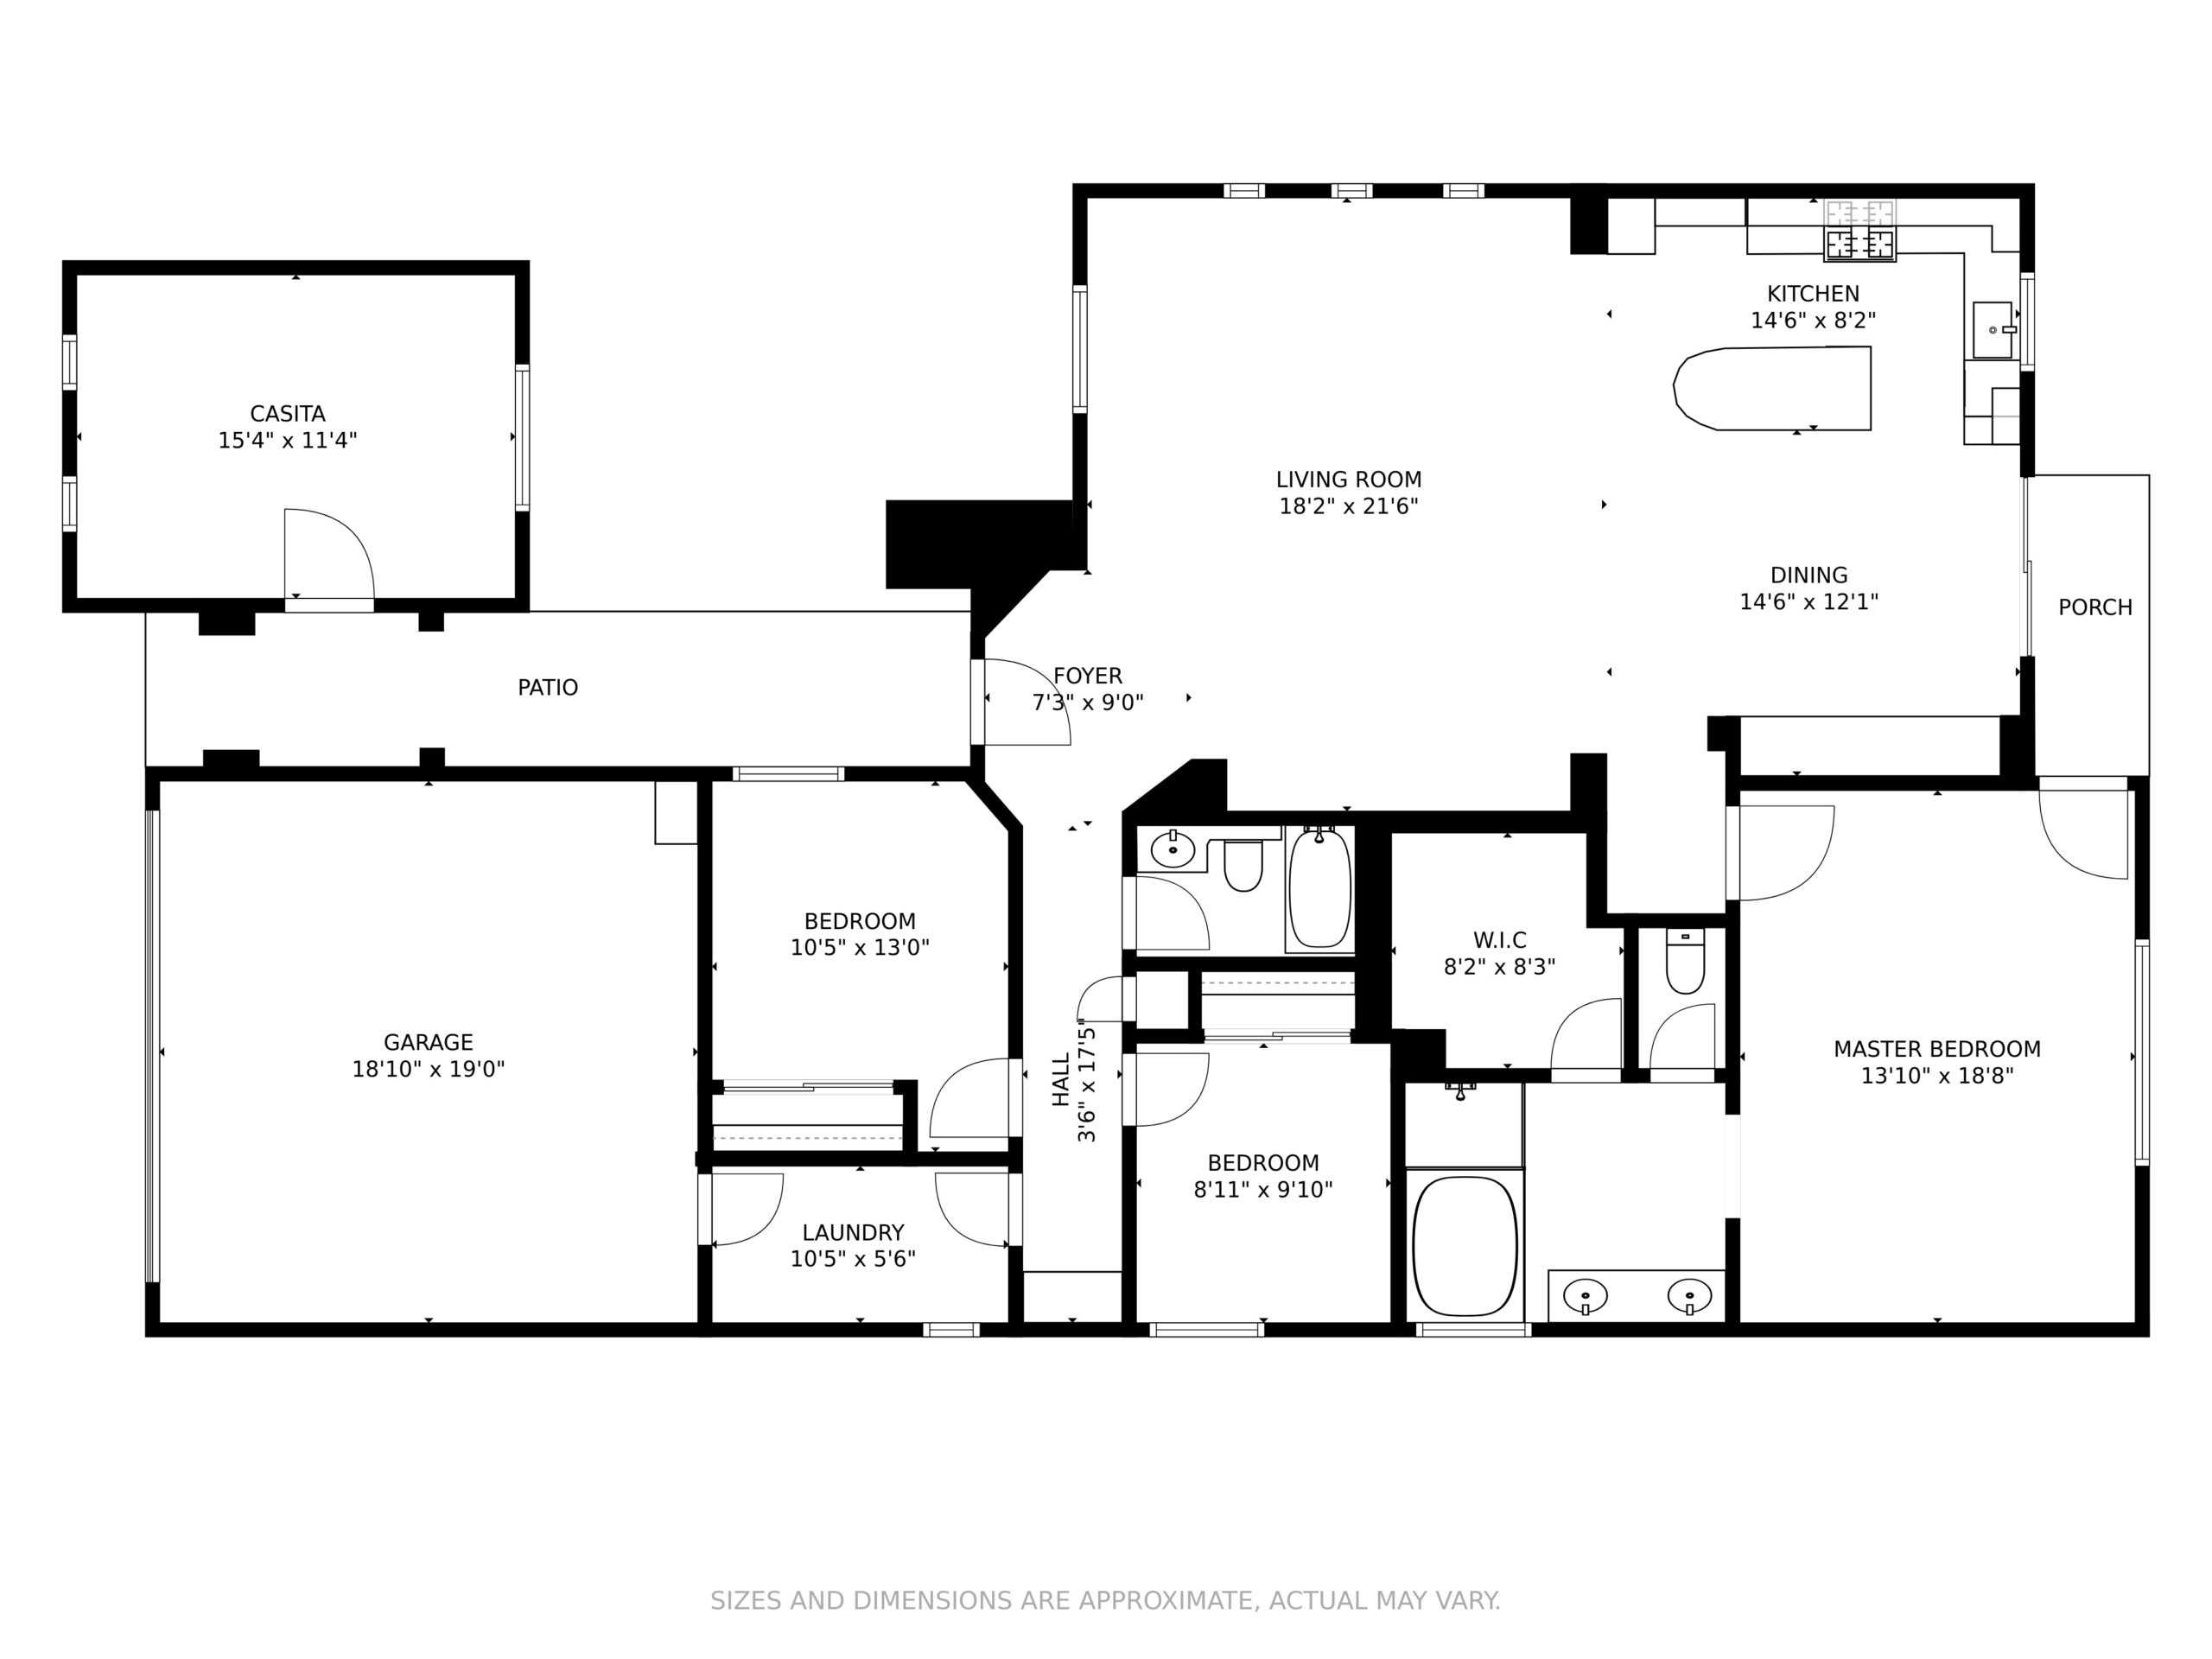 KITCHEN
14'6" x 8'2"
CASITA
15'4" x 11'4"
LIVING ROOM
18'2" x 21'6"
DINING
14'6" x 12'1"
PORCH
FOYER
7'3" x 9'0"
PATIO
BEDROOM
10'5" x 13'0"
W.I.C
8'2" x 8'3"
GARAGE
18'10" x 19'0"
HALL
3'6" x 17'5"
MASTER BEDROOM
13'10" x 18'8"
BEDROOM
8'11" x 9'10"
LAUNDRY
10'5" x 5'6"
SIZES AND DIMENSIONS ARE APPROXIMATE, ACTUAL MAY VARY.